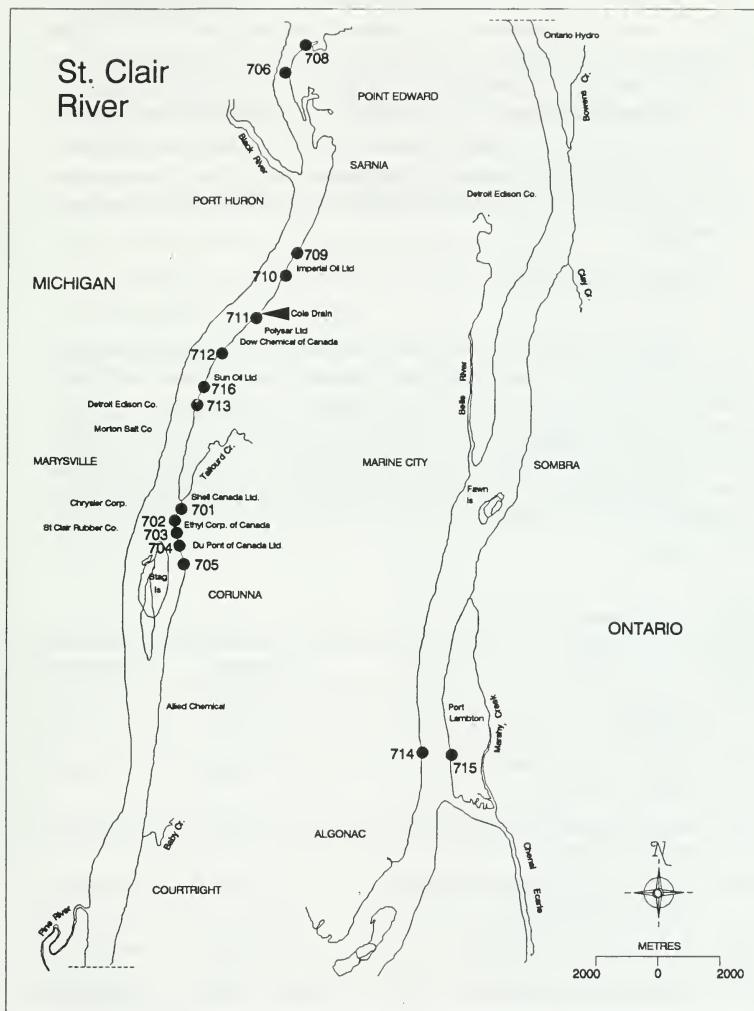 St. Clair
River
708
706
POINT EDWARD
Black River
SARNIA
PORT HURON
709
Imperial Oil Ltd
710
MICHIGAN
711
Cole Drain
Polysar Ltd
Dow Chemical of Canada
712
Sun Oil Ltd
716
Detroit Edison Co.
713
Morton Salt Co
Talfourd Cr.
MARYSVILLE
Shell Canada Ltd.
Chrysler Corp.
701
702
Ethyl Corp. of Canada
St Clair Rubber Co.
703
704
Du Pont of Canada Ltd.
705
Stag
Is
CORUNNA
Allied Chemical
Baby Cr.
COURTRIGHT
Pine River
Ontario Hydro
Bowens Cr.
Detroit Edison Co.
Clay Cr.
Belle River
MARINE CITY
SOMBRA
Fawn
Is
ONTARIO
Port
Lambton
Marshy Creek
714
715
ALGONAC
Chenal Ecarte
N
METRES
2000 0 2000